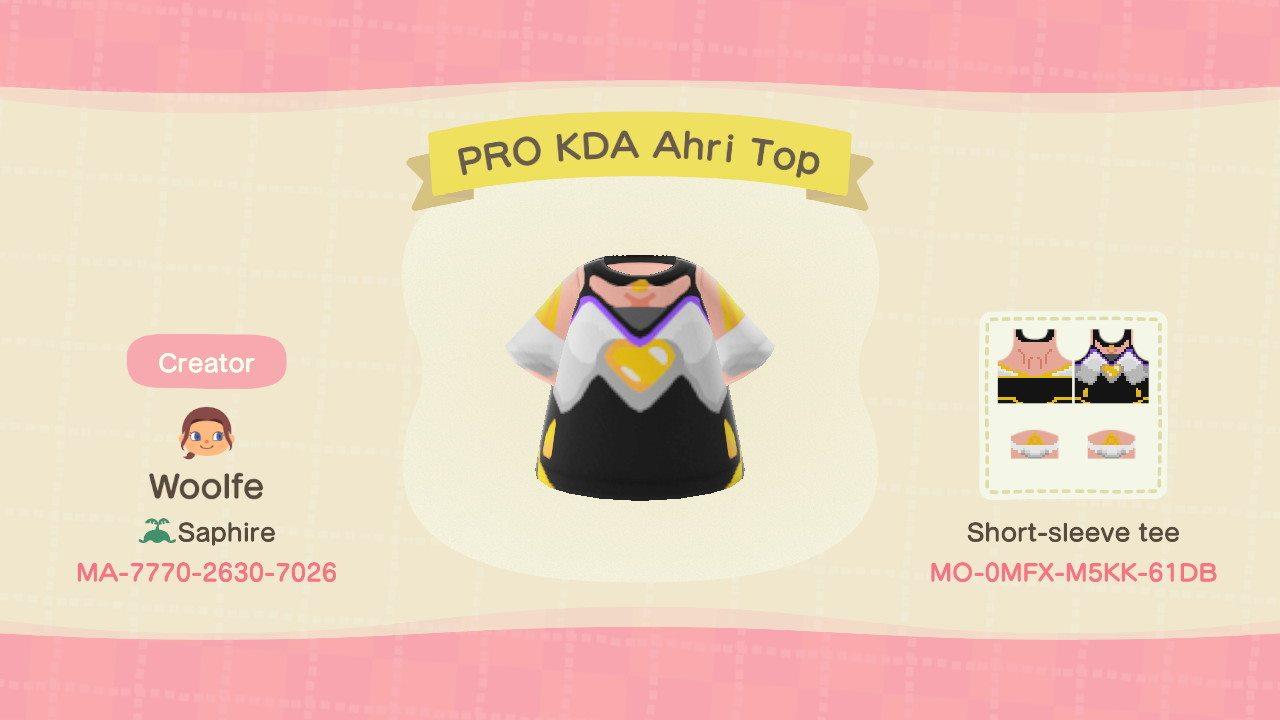 PRO KDA Ahri Top
Creator
Woolfe
Saphire
MA-7770-2630-7026
Short-sleeve tee
MO-0MFX-M5KK-61DB